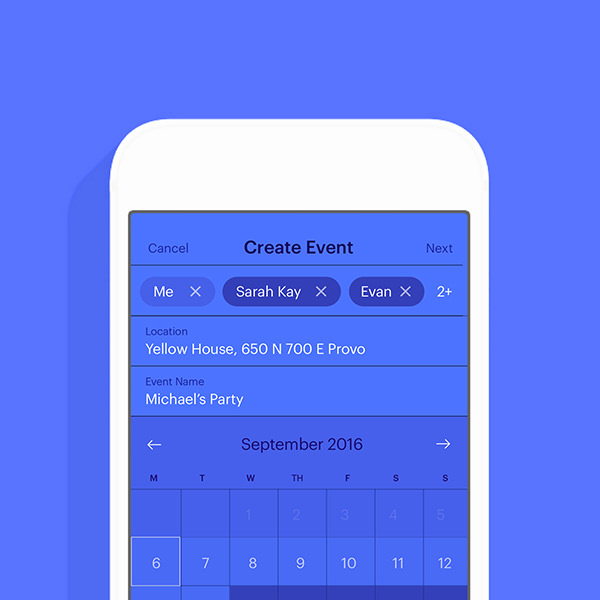 Cancel Create Event Next
Me × Sarah Kay × Evan × 2+
Location
Yellow House, 650 N 700 E Provo
Event Name
Michael’s Party
← September 2016 →
M T W TH F S S
1 2 3 4 5
6 7 8 9 10 11 12